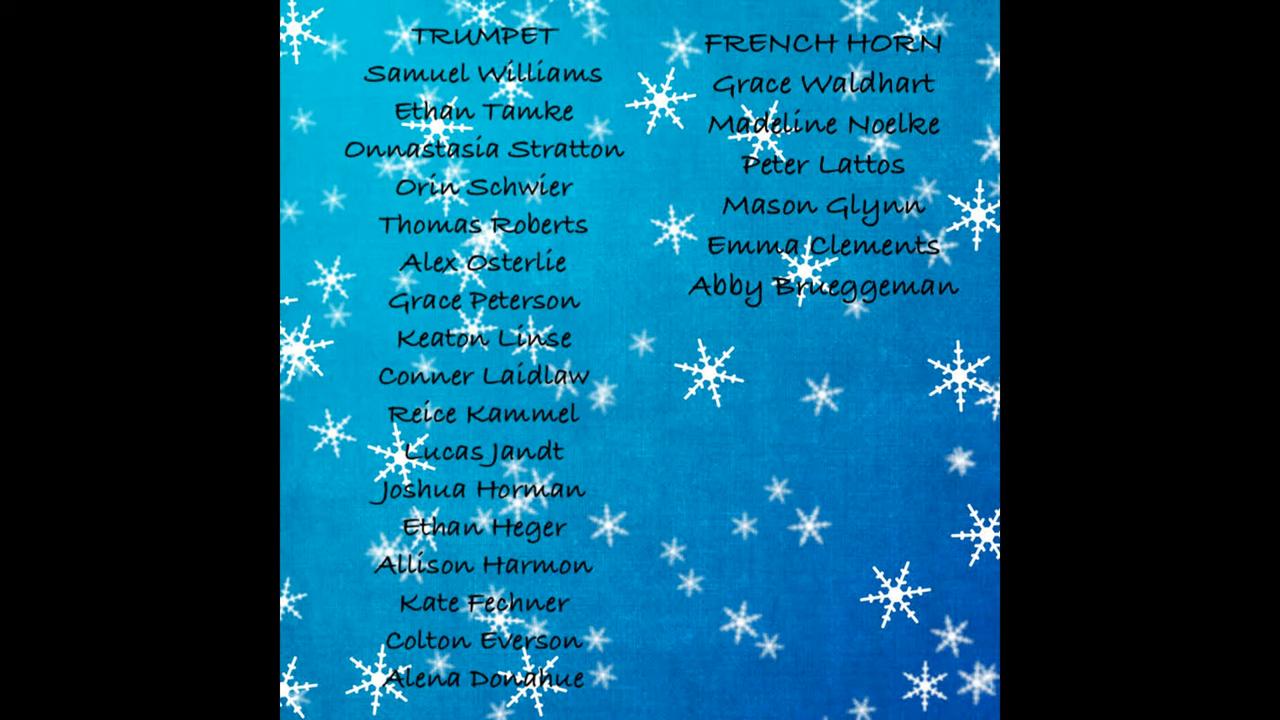 TRUMPET
Samuel Williams
Ethan Tamke
Onnastasia Stratton
Orin Schwier
Thomas Roberts
Alex Osterlie
Grace Peterson
Keaton Linse
Conner Laidlaw
Reice Kammel
Lucas Jandt
Joshua Horman
Ethan Heger
Allison Harmon
Kate Fechner
Colton Everson
Alena Donahue
FRENCH HORN
Grace Waldhart
Madeline Noelke
Peter Lattos
Mason Glynn
Emma Clements
Abby Brueggeman